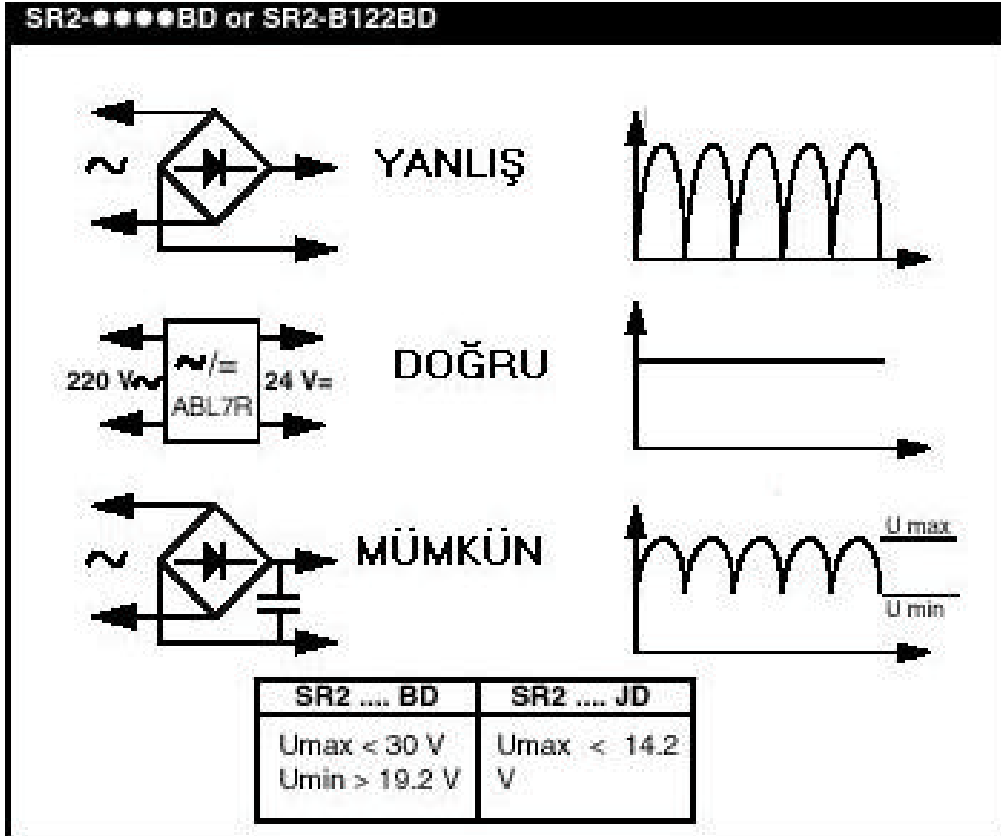 SR2-●●●●BD or SR2-B122BD
~
YANLIŞ
220 V~
~/=
ABL7R
24 V=
DOĞRU
~
MÜMKÜN
U max
U min
SR2 .... BD
SR2 .... JD
Umax < 30 V
Umin > 19.2 V
Umax < 14.2
V